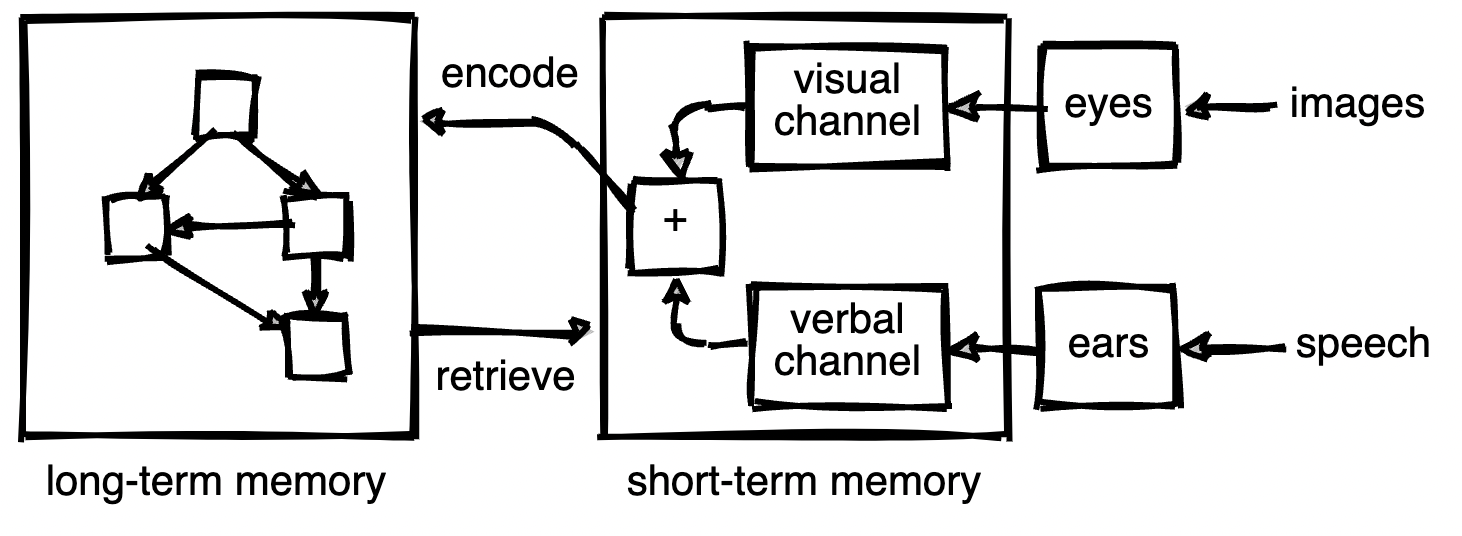 encode
visual
channel
eyes
images
+
verbal
channel
ears
speech
retrieve
long-term memory
short-term memory